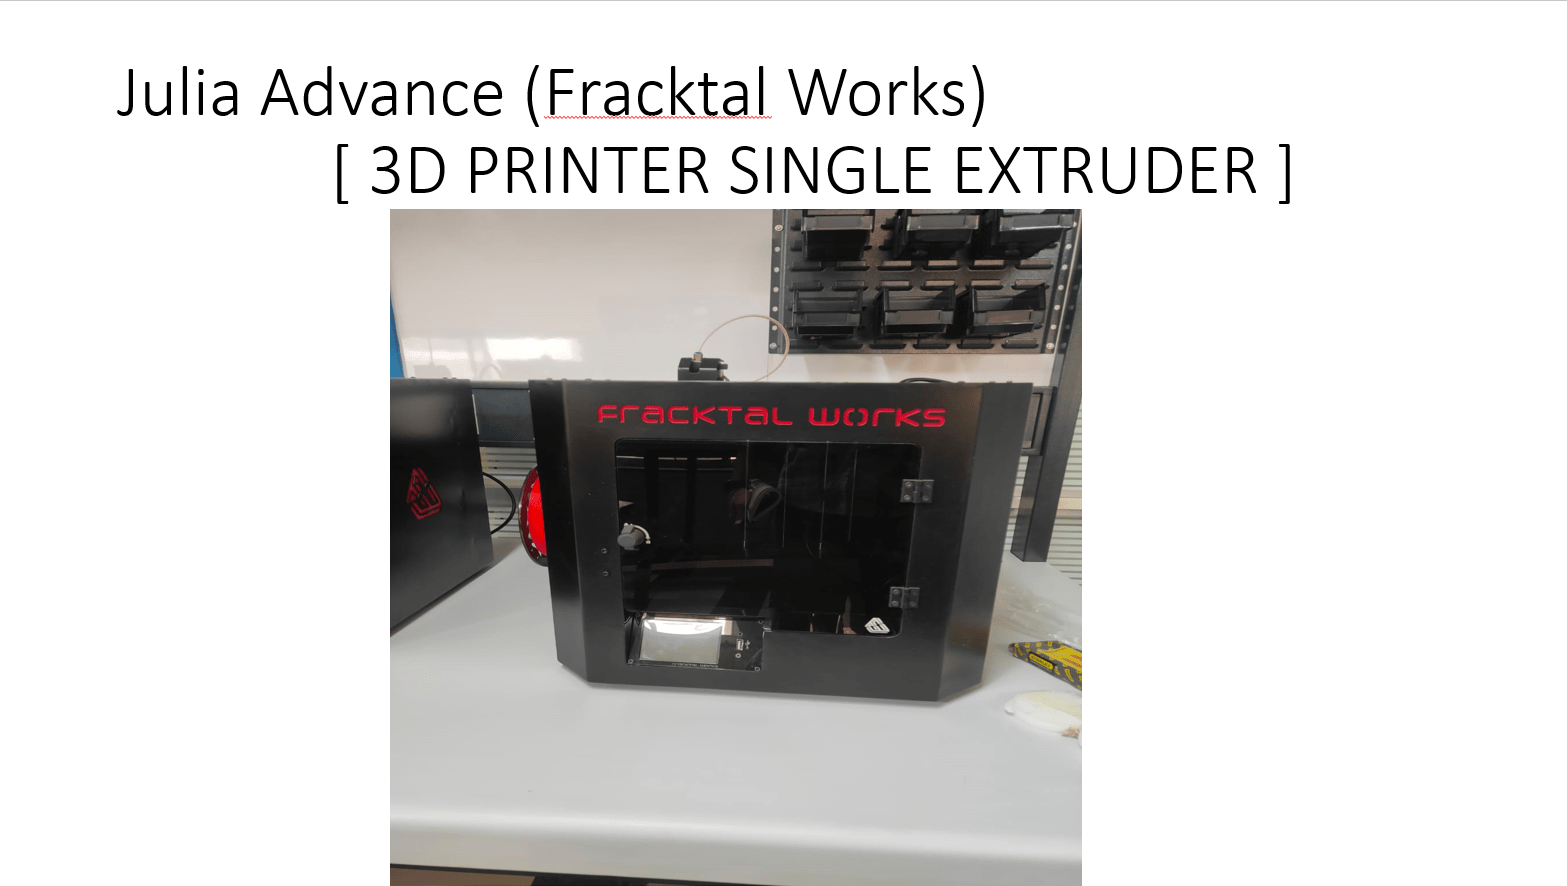 Julia Advance (Fracktal Works)
[ 3D PRINTER SINGLE EXTRUDER ]
FRACKTAL WORKS